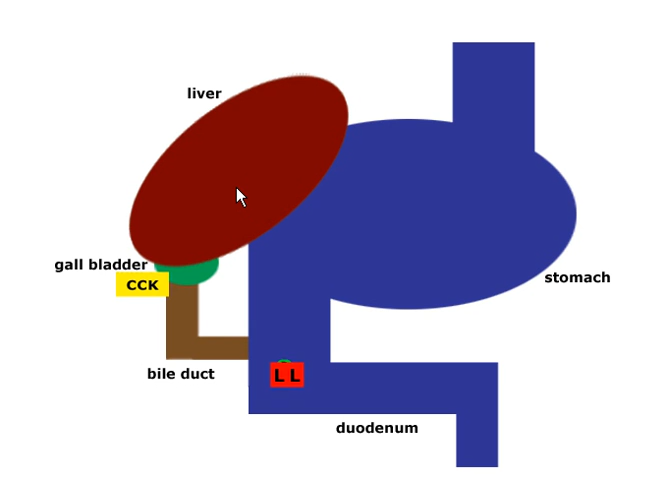 liver
gall bladder
CCK
stomach
bile duct
L L
duodenum